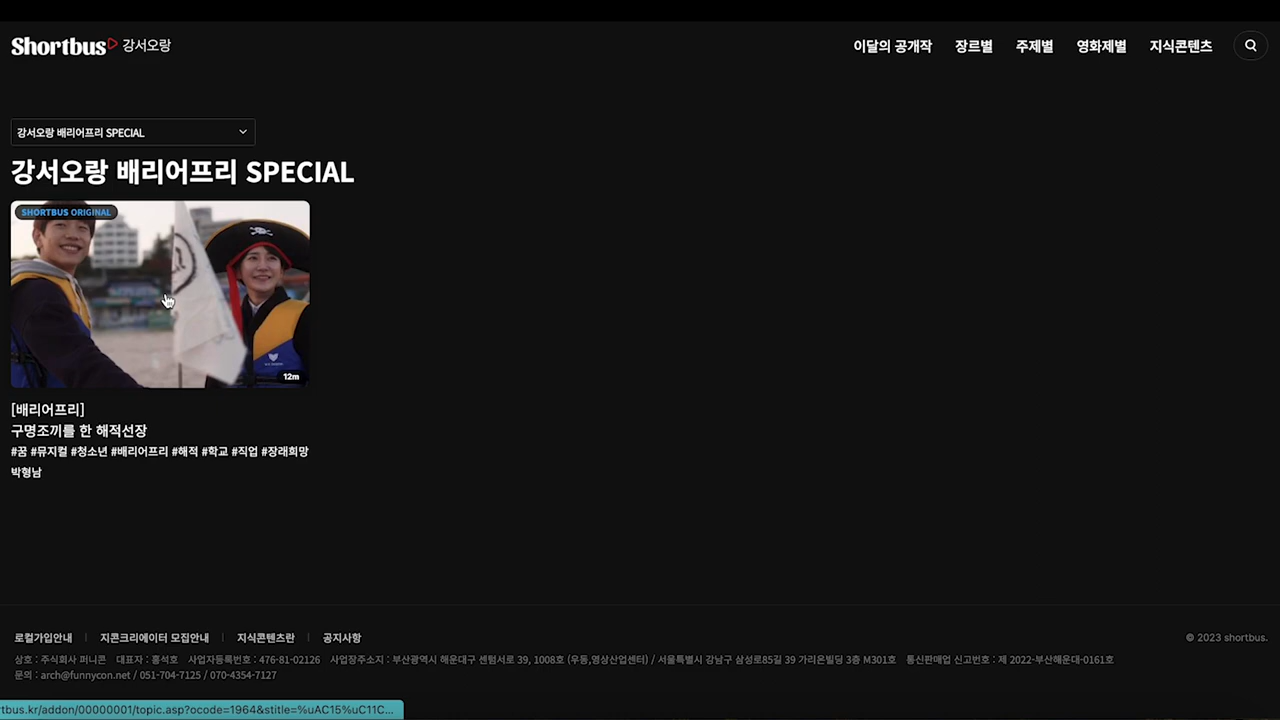 Shortbus 강서오랑
이달의 공개작 장르별 주제별 영화제별 지식콘텐츠
강서오랑 배리어프리 SPECIAL
강서오랑 배리어프리 SPECIAL
SHORTBUS ORIGINAL
12m
[배리어프리]
구명조끼를 한 해적선장
#꿈 #뮤지컬 #청소년 #배리어프리 #해적 #학교 #직업 #장래희망
박형남
로컬가입안내 | 지콘크리에이터 모집안내 | 지식콘텐츠란 | 공지사항
© 2023 shortbus.
상호 : 주식회사 퍼니콘 대표자 : 홍석호 사업자등록번호 : 476-81-02126 사업장주소지 : 부산광역시 해운대구 센텀서로 39, 1008호 (우동,영상산업센터) / 서울특별시 강남구 삼성로85길 39 가리온빌딩 3층 M301호 통신판매업 신고번호 : 제 2022-부산해운대-0161호
문의 : arch@funnycon.net / 051-704-7125 / 070-4354-7127
rtbus.kr/addon/00000001/topic.asp?ocode=1964&stitle=%uAC15%uC11C...